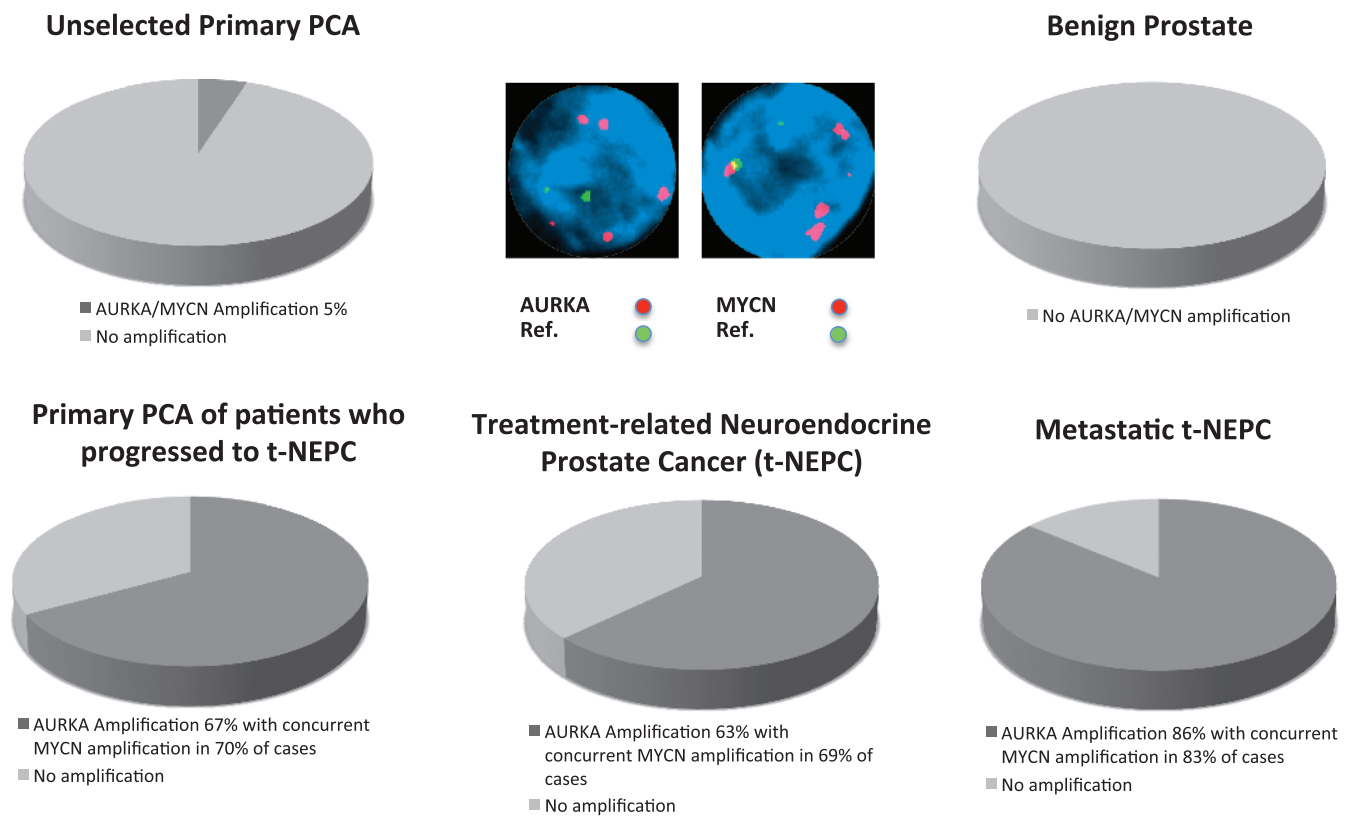 Unselected Primary PCA
AURKA/MYCN Amplification 5%
No amplification
AURKA
Ref.
MYCN
Ref.
Benign Prostate
No AURKA/MYCN amplification
Primary PCA of patients who
progressed to t-NEPC
AURKA Amplification 67% with concurrent
MYCN amplification in 70% of cases
No amplification
Treatment-related Neuroendocrine
Prostate Cancer (t-NEPC)
AURKA Amplification 63% with
concurrent MYCN amplification in 69% of
cases
No amplification
Metastatic t-NEPC
AURKA Amplification 86% with concurrent
MYCN amplification in 83% of cases
No amplification